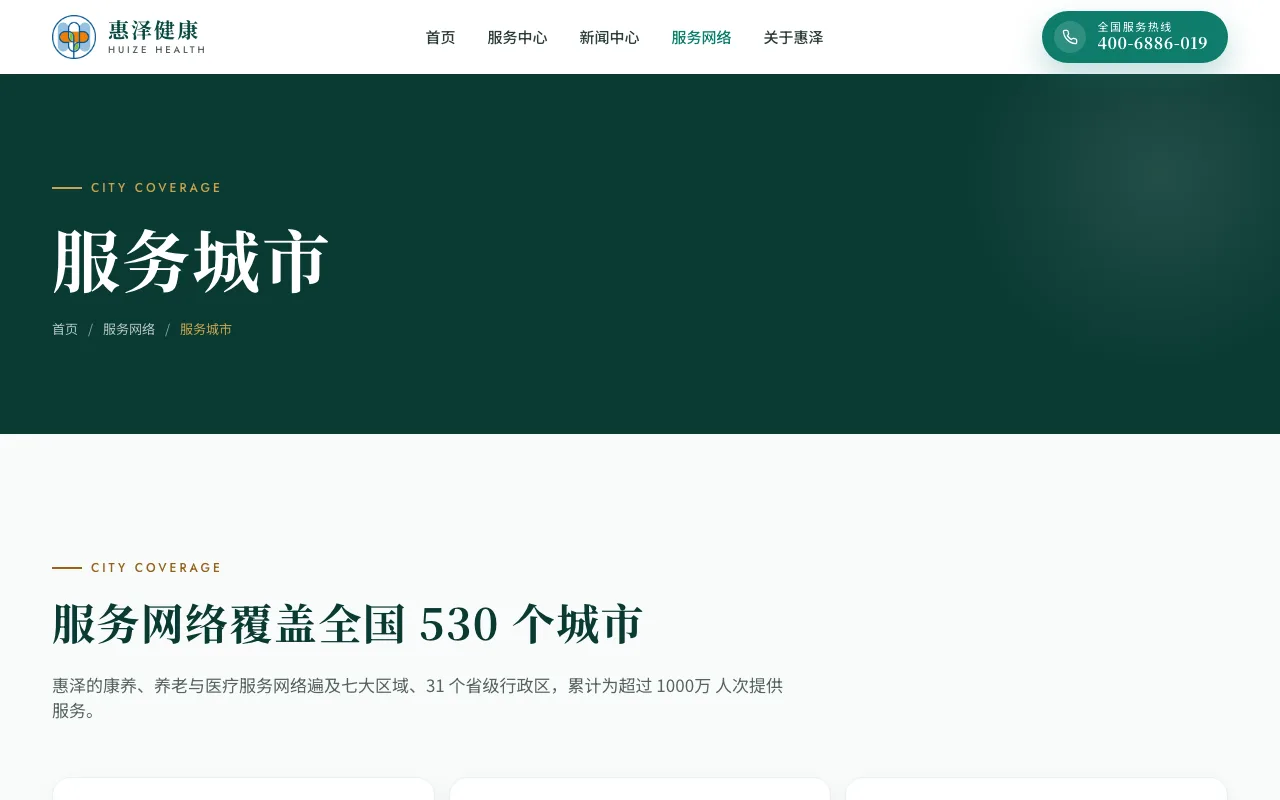 惠泽健康
HUIZE HEALTH
首页
服务中心
新闻中心
服务网络
关于惠泽
全国服务热线
400-6886-019
CITY COVERAGE
服务城市
首页 / 服务网络 / 服务城市
CITY COVERAGE
服务网络覆盖全国 530 个城市
惠泽的康养、养老与医疗服务网络遍及七大区域、31 个省级行政区，累计为超过 1000万 人次提供
服务。